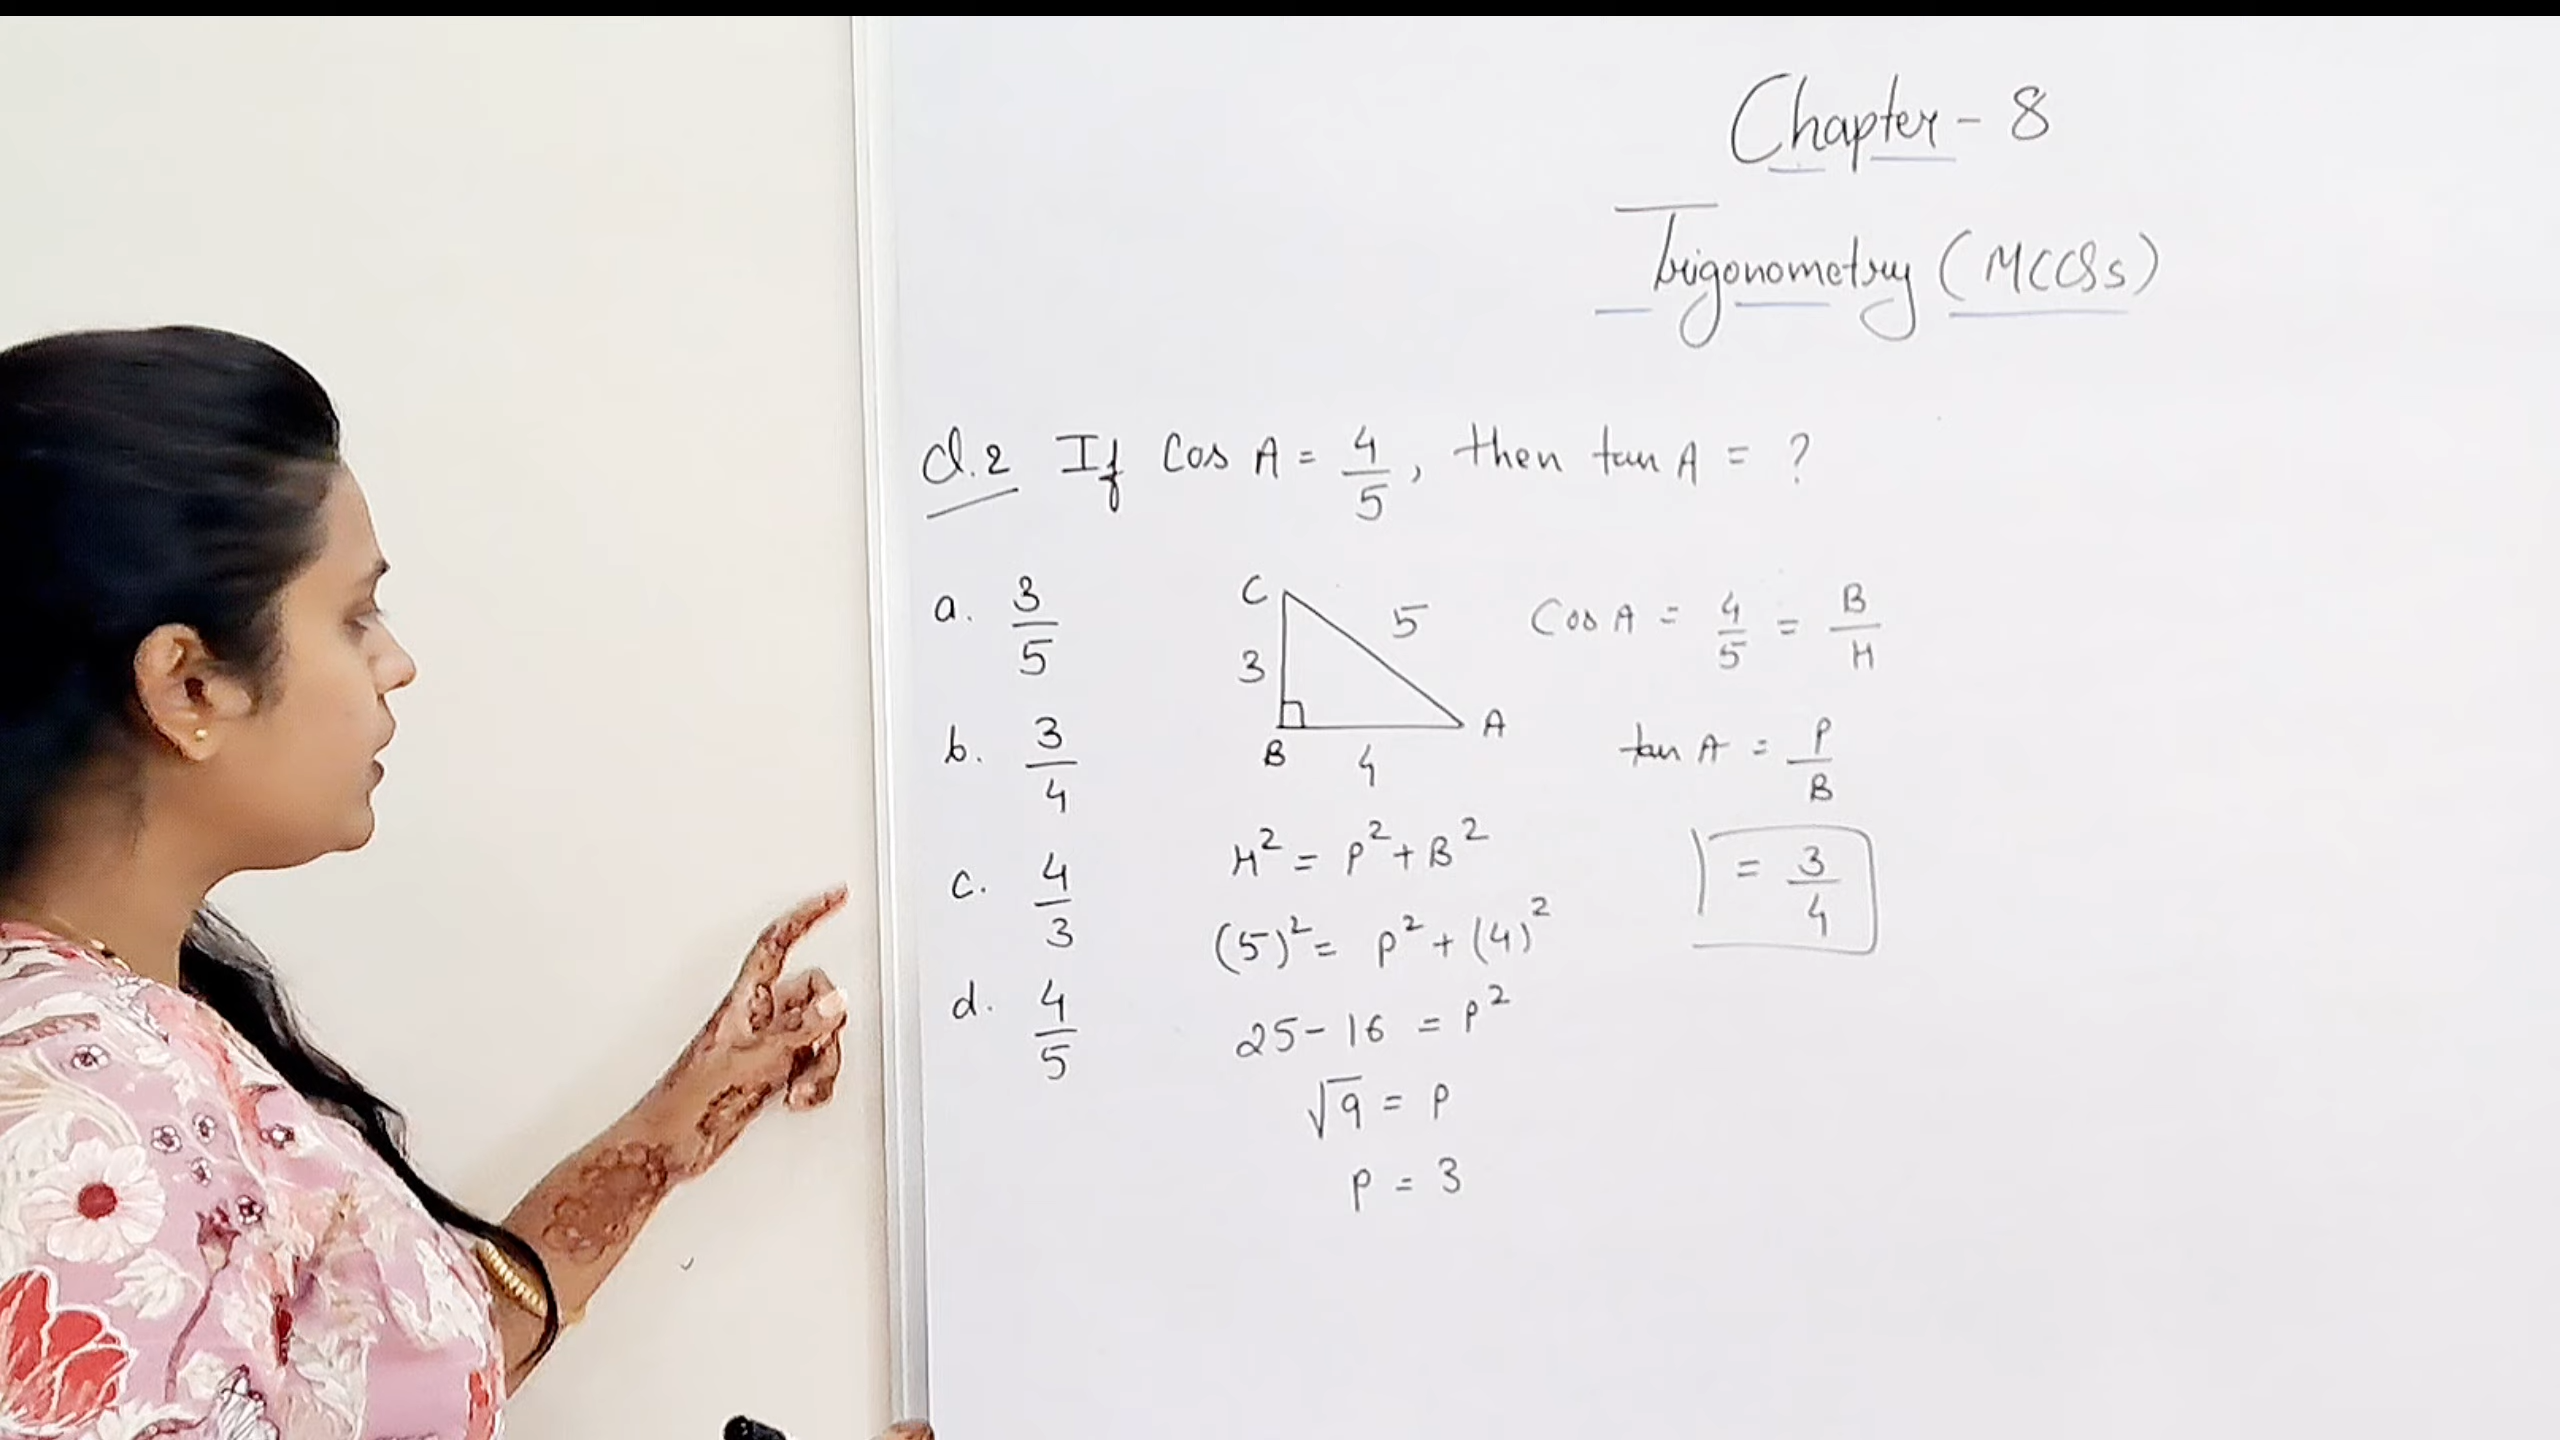 Chapter - 8
Trigonometry (MCQs)
Q.2 If Cos A = 4/5, then tan A = ?
a. 3/5
b. 3/4
c. 4/3
d. 4/5
C
5
3
B
4
A
H² = P² + B²
(5)² = P² + (4)²
25 - 16 = P²
√9 = P
P = 3
Cos A = 4/5 = B/H
tan A = P/B
= 3/4